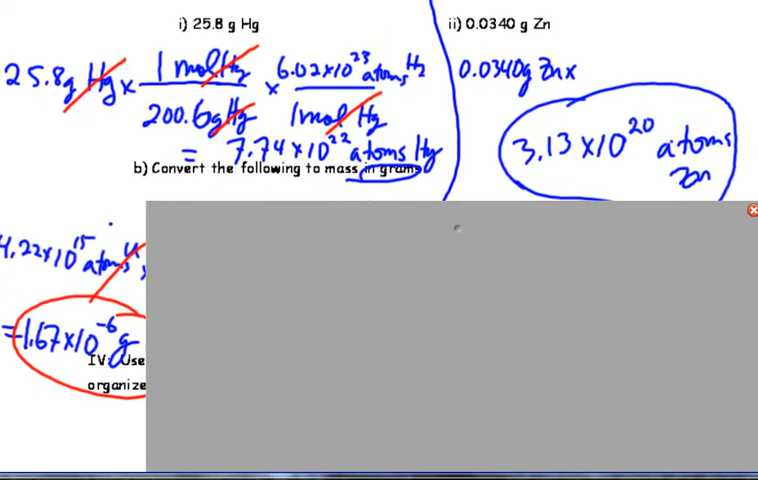 i) 25.8 g Hg
25.8g Hg x 1 mol Hg / 200.6g Hg x 6.02x10^23 atoms Hg / 1 mol Hg
= 7.74 x 10^22 atoms Hg
ii) 0.0340 g Zn
0.0340g Zn x
3.13 x 10^20 atoms
Zn
b) Convert the following to mass in grams
4.22x10^15 atoms U x
= 1.67x10^-6 g
IV: Use
organize